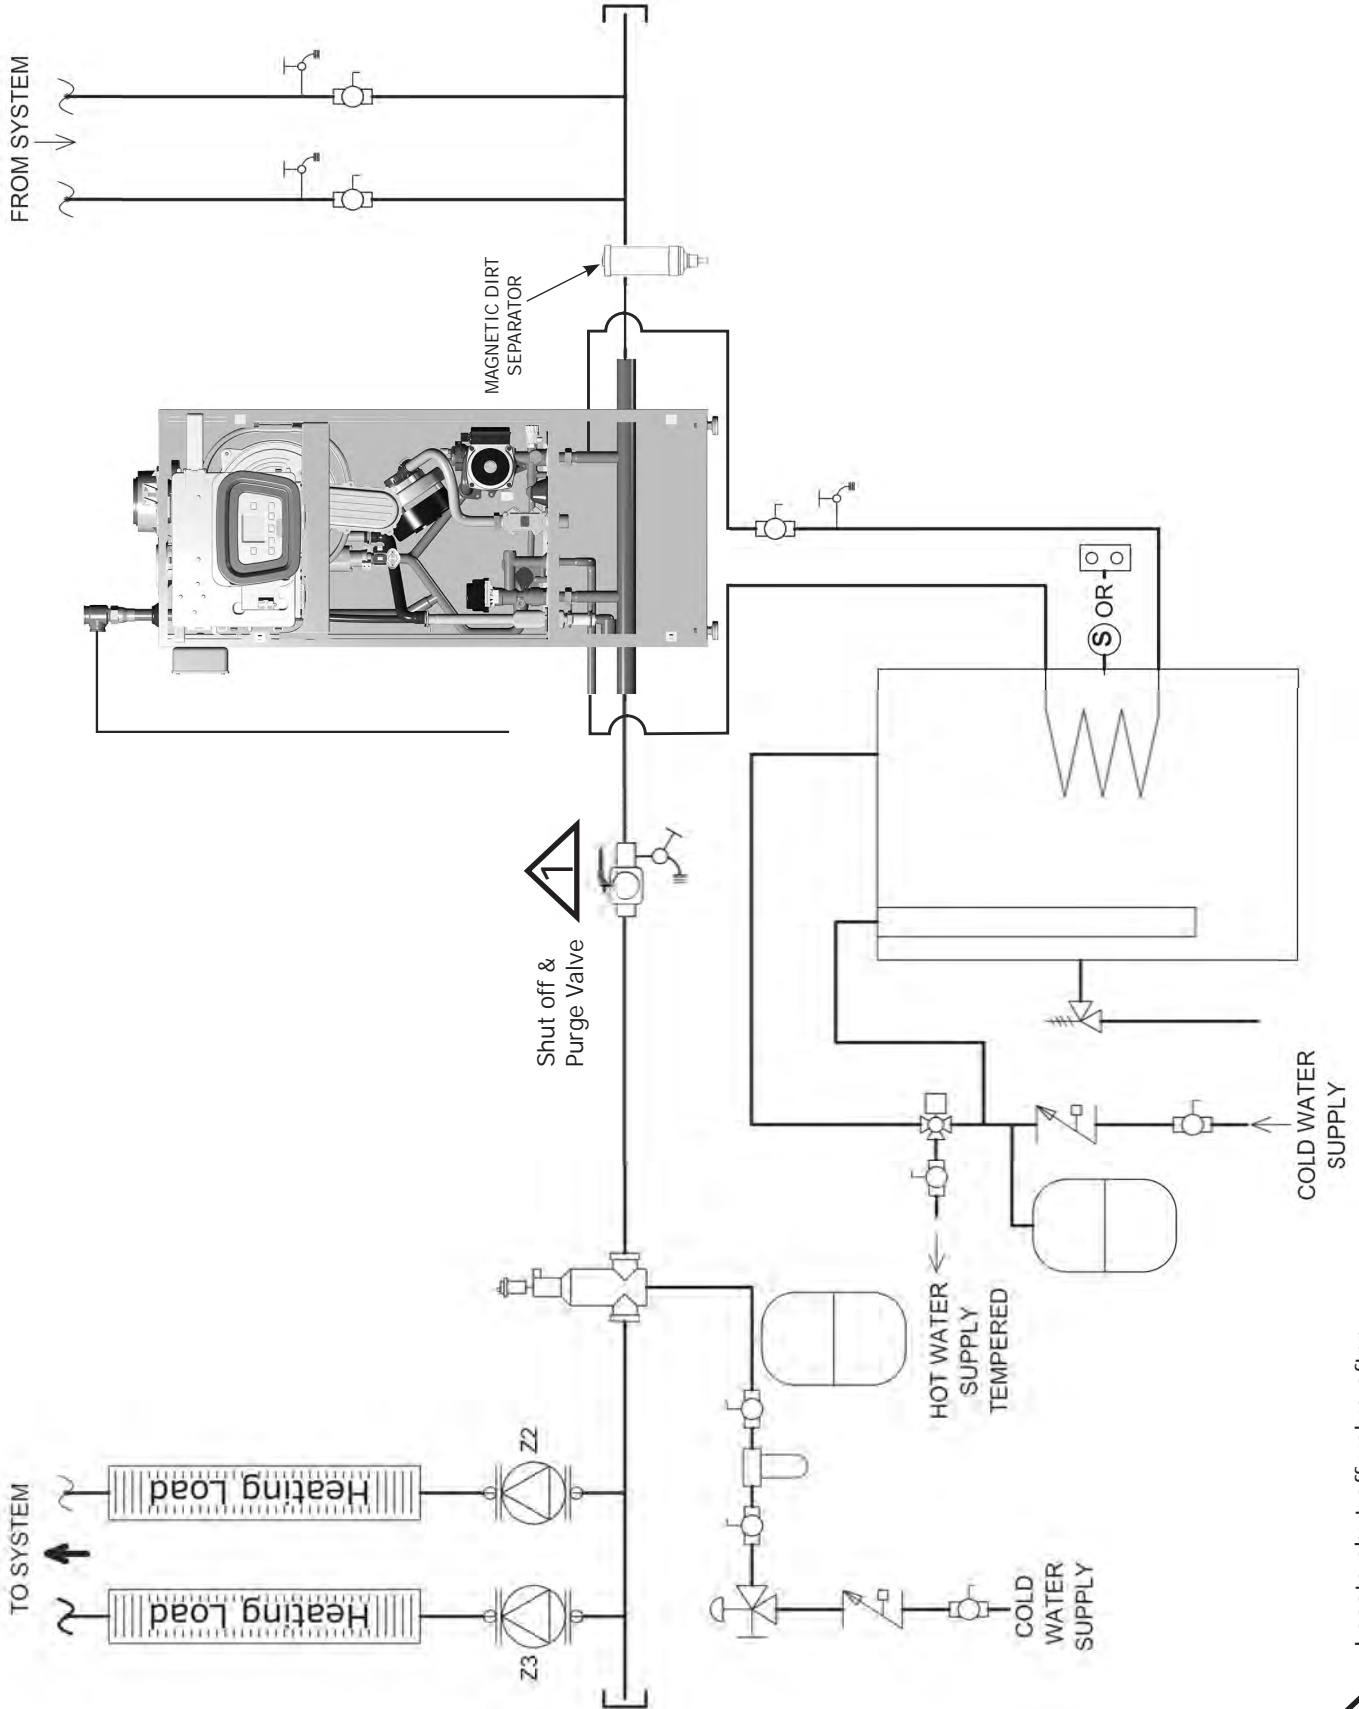 TO SYSTEM
FROM SYSTEM
Heating Load
Heating Load
Z3
Z2
MAGNETIC DIRT
SEPARATOR
Shut off &
Purge Valve
1
COLD
WATER
SUPPLY
HOT WATER
SUPPLY
TEMPERED
S OR
COLD WATER
SUPPLY